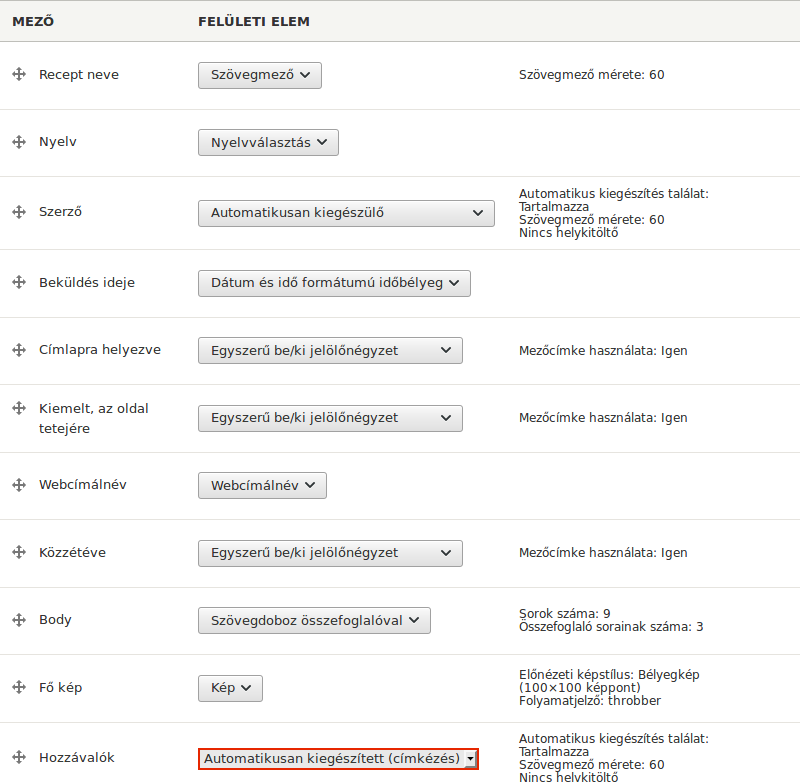 MEZŐ FELÜLETI ELEM
Recept neve Szövegmező Szövegmező mérete: 60
Nyelv Nyelvválasztás
Szerző Automatikusan kiegészülő Automatikus kiegészítés találat:
Tartalmazza
Szövegmező mérete: 60
Nincs helykitöltő
Beküldés ideje Dátum és idő formátumú időbélyeg
Címlapra helyezve Egyszerű be/ki jelölőnégyzet Mezőcímke használata: Igen
Kiemelt, az oldal
tetejére Egyszerű be/ki jelölőnégyzet Mezőcímke használata: Igen
Webcímálnév Webcímálnév
Közzétéve Egyszerű be/ki jelölőnégyzet Mezőcímke használata: Igen
Body Szövegdoboz összefoglalóval Sorok száma: 9
Összefoglaló sorainak száma: 3
Fő kép Kép Előnézeti képstílus: Bélyegkép
(100×100 képpont)
Folyamatjelző: throbber
Hozzávalók Automatikusan kiegészített (címkézés) Automatikus kiegészítés találat:
Tartalmazza
Szövegmező mérete: 60
Nincs helykitöltő